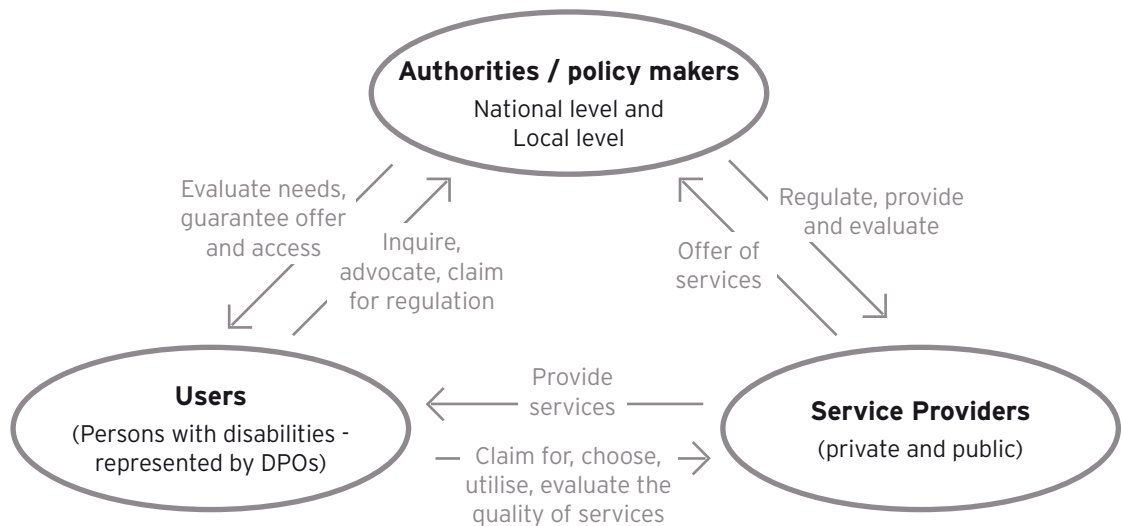 Authorities / policy makers
National level and
Local level
Evaluate needs,
guarantee offer
and access
Inquire,
advocate, claim
for regulation
Offer of
services
Regulate, provide
and evaluate
Users
(Persons with disabilities -
represented by DPOs)
Provide
services
Claim for, choose,
utilise, evaluate the
quality of services
Service Providers
(private and public)